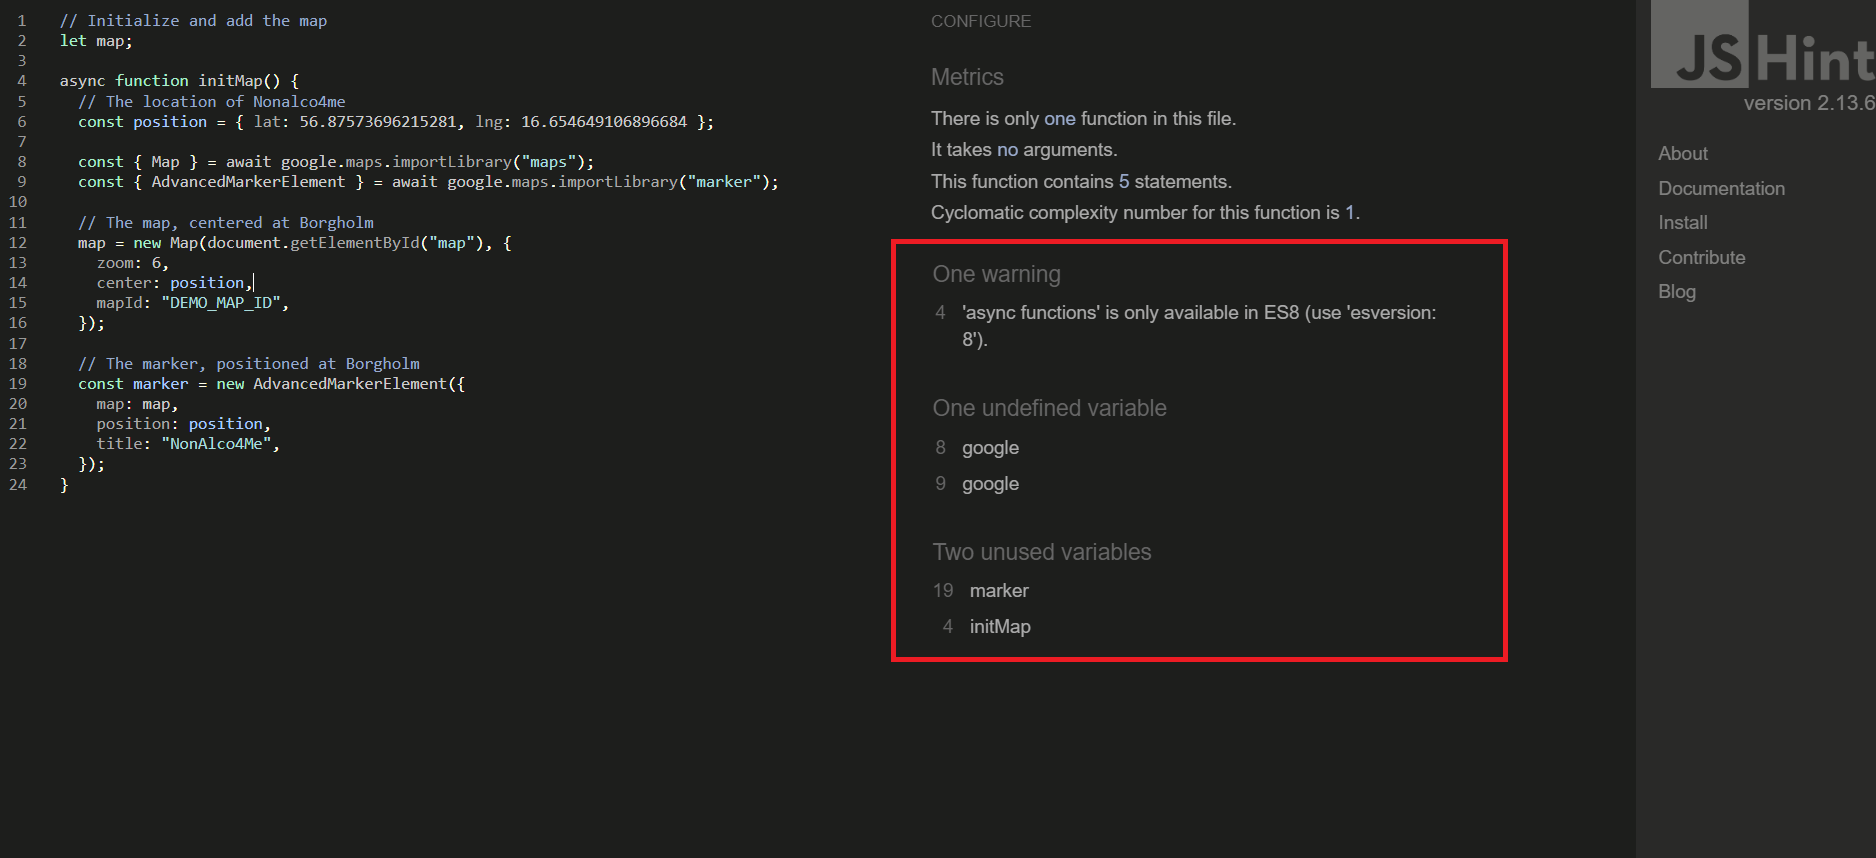 1 // Initialize and add the map
2 let map;
3
4 async function initMap() {
5 // The location of Nonalco4me
6 const position = { lat: 56.87573696215281, lng: 16.654649106896684 };
7
8 const { Map } = await google.maps.importLibrary("maps");
9 const { AdvancedMarkerElement } = await google.maps.importLibrary("marker");
10
11 // The map, centered at Borgholm
12 map = new Map(document.getElementById("map"), {
13 zoom: 6,
14 center: position,
15 mapId: "DEMO_MAP_ID",
16 });
17
18 // The marker, positioned at Borgholm
19 const marker = new AdvancedMarkerElement({
20 map: map,
21 position: position,
22 title: "NonAlco4Me",
23 });
24 }
CONFIGURE
Metrics
There is only one function in this file.
It takes no arguments.
This function contains 5 statements.
Cyclomatic complexity number for this function is 1.
One warning
4 'async functions' is only available in ES8 (use 'esversion:
8').
One undefined variable
8 google
9 google
Two unused variables
19 marker
4 initMap
JSHint
version 2.13.6
About
Documentation
Install
Contribute
Blog